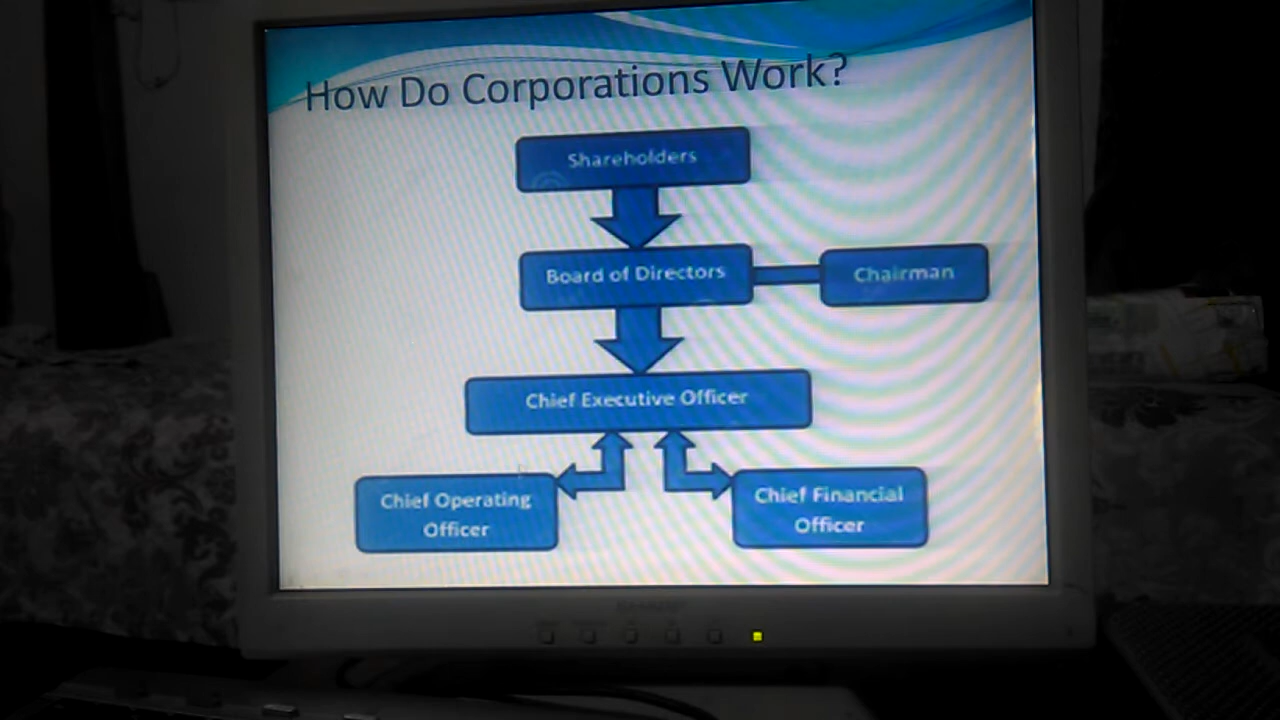 How Do Corporations Work?
Shareholders
Board of Directors
Chairman
Chief Executive Officer
Chief Operating
Officer
Chief Financial
Officer